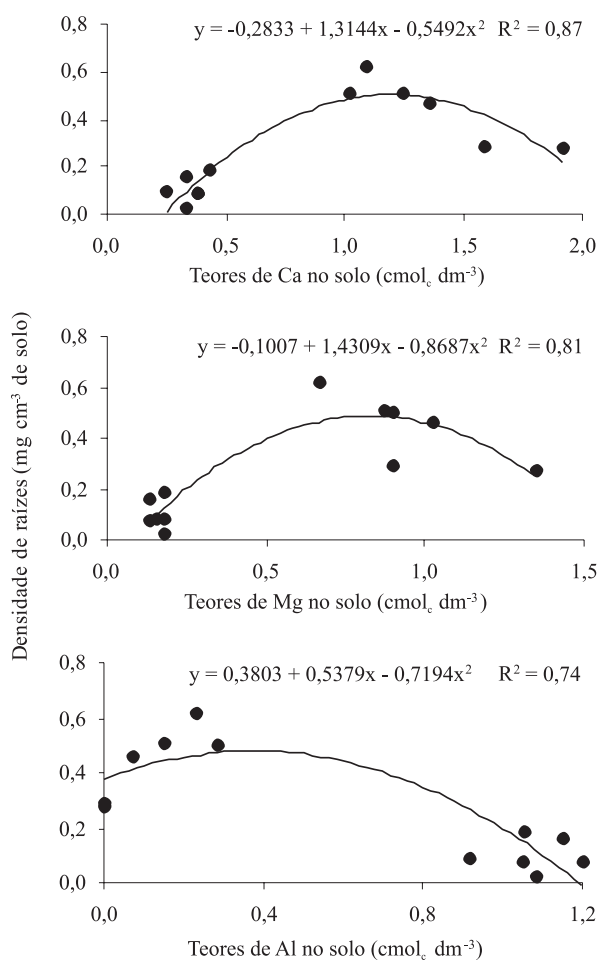 y = -0,2833 + 1,3144x - 0,5492x² R² = 0,87
0,8
0,6
0,4
0,2
0,0
0,0 0,5 1,0 1,5 2,0
Teores de Ca no solo (cmol꜀ dm⁻³)
Densidade de raízes (mg cm⁻³ de solo)
y = -0,1007 + 1,4309x - 0,8687x² R² = 0,81
0,8
0,6
0,4
0,2
0,0
0,0 0,5 1,0 1,5
Teores de Mg no solo (cmol꜀ dm⁻³)
y = 0,3803 + 0,5379x - 0,7194x² R² = 0,74
0,8
0,6
0,4
0,2
0,0
0,0 0,4 0,8 1,2
Teores de Al no solo (cmol꜀ dm⁻³)